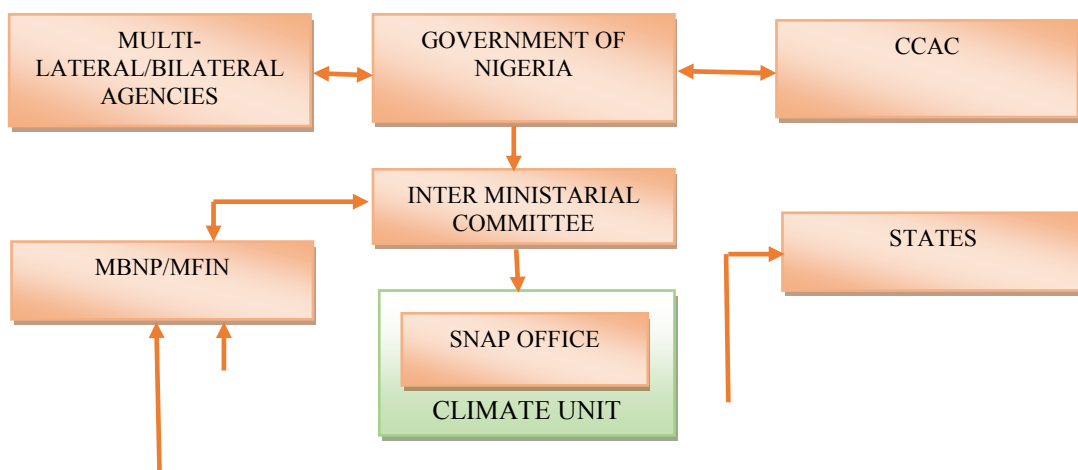 MULTI-
LATERAL/BILATERAL
AGENCIES
GOVERNMENT OF
NIGERIA
CCAC
INTER MINISTARIAL
COMMITTEE
MBNP/MFIN
STATES
SNAP OFFICE
CLIMATE UNIT